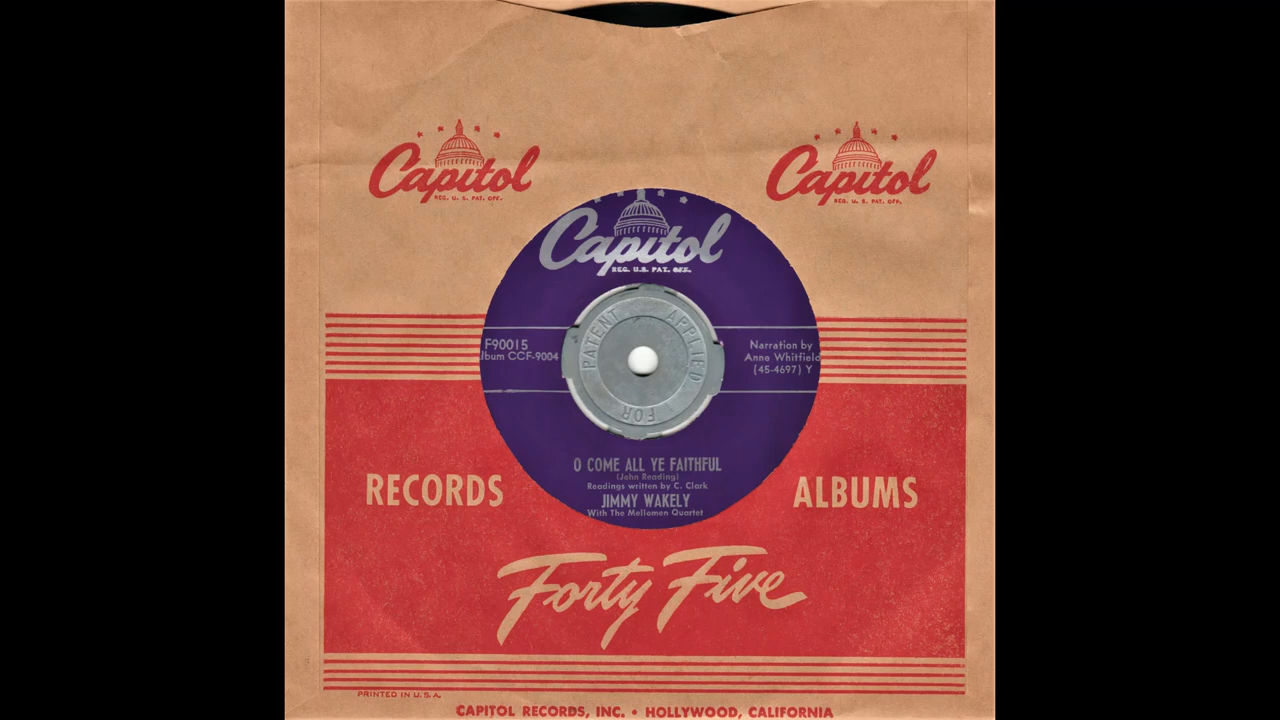 Capitol
REG. U. S. PAT. OFF.
Capitol
REG. U. S. PAT. OFF.
Capitol
REG. U.S. PAT. OFF.
PATENT APPLIED FOR
F90015
lbum CCF-9004
Narration by
Anne Whitfield
(45-4697) Y
O COME ALL YE FAITHFUL
(John Reading)
Readings written by C. Clark
JIMMY WAKELY
With The Mellomen Quartet
RECORDS
ALBUMS
Forty Five
PRINTED IN U.S.A.
CAPITOL RECORDS, INC. • HOLLYWOOD, CALIFORNIA